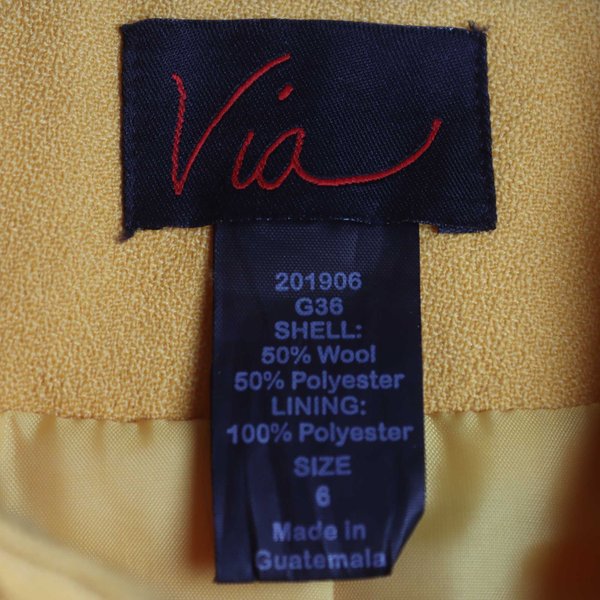 Via
201906
G36
SHELL:
50% Wool
50% Polyester
LINING:
100% Polyester
SIZE
6
Made in
Guatemala